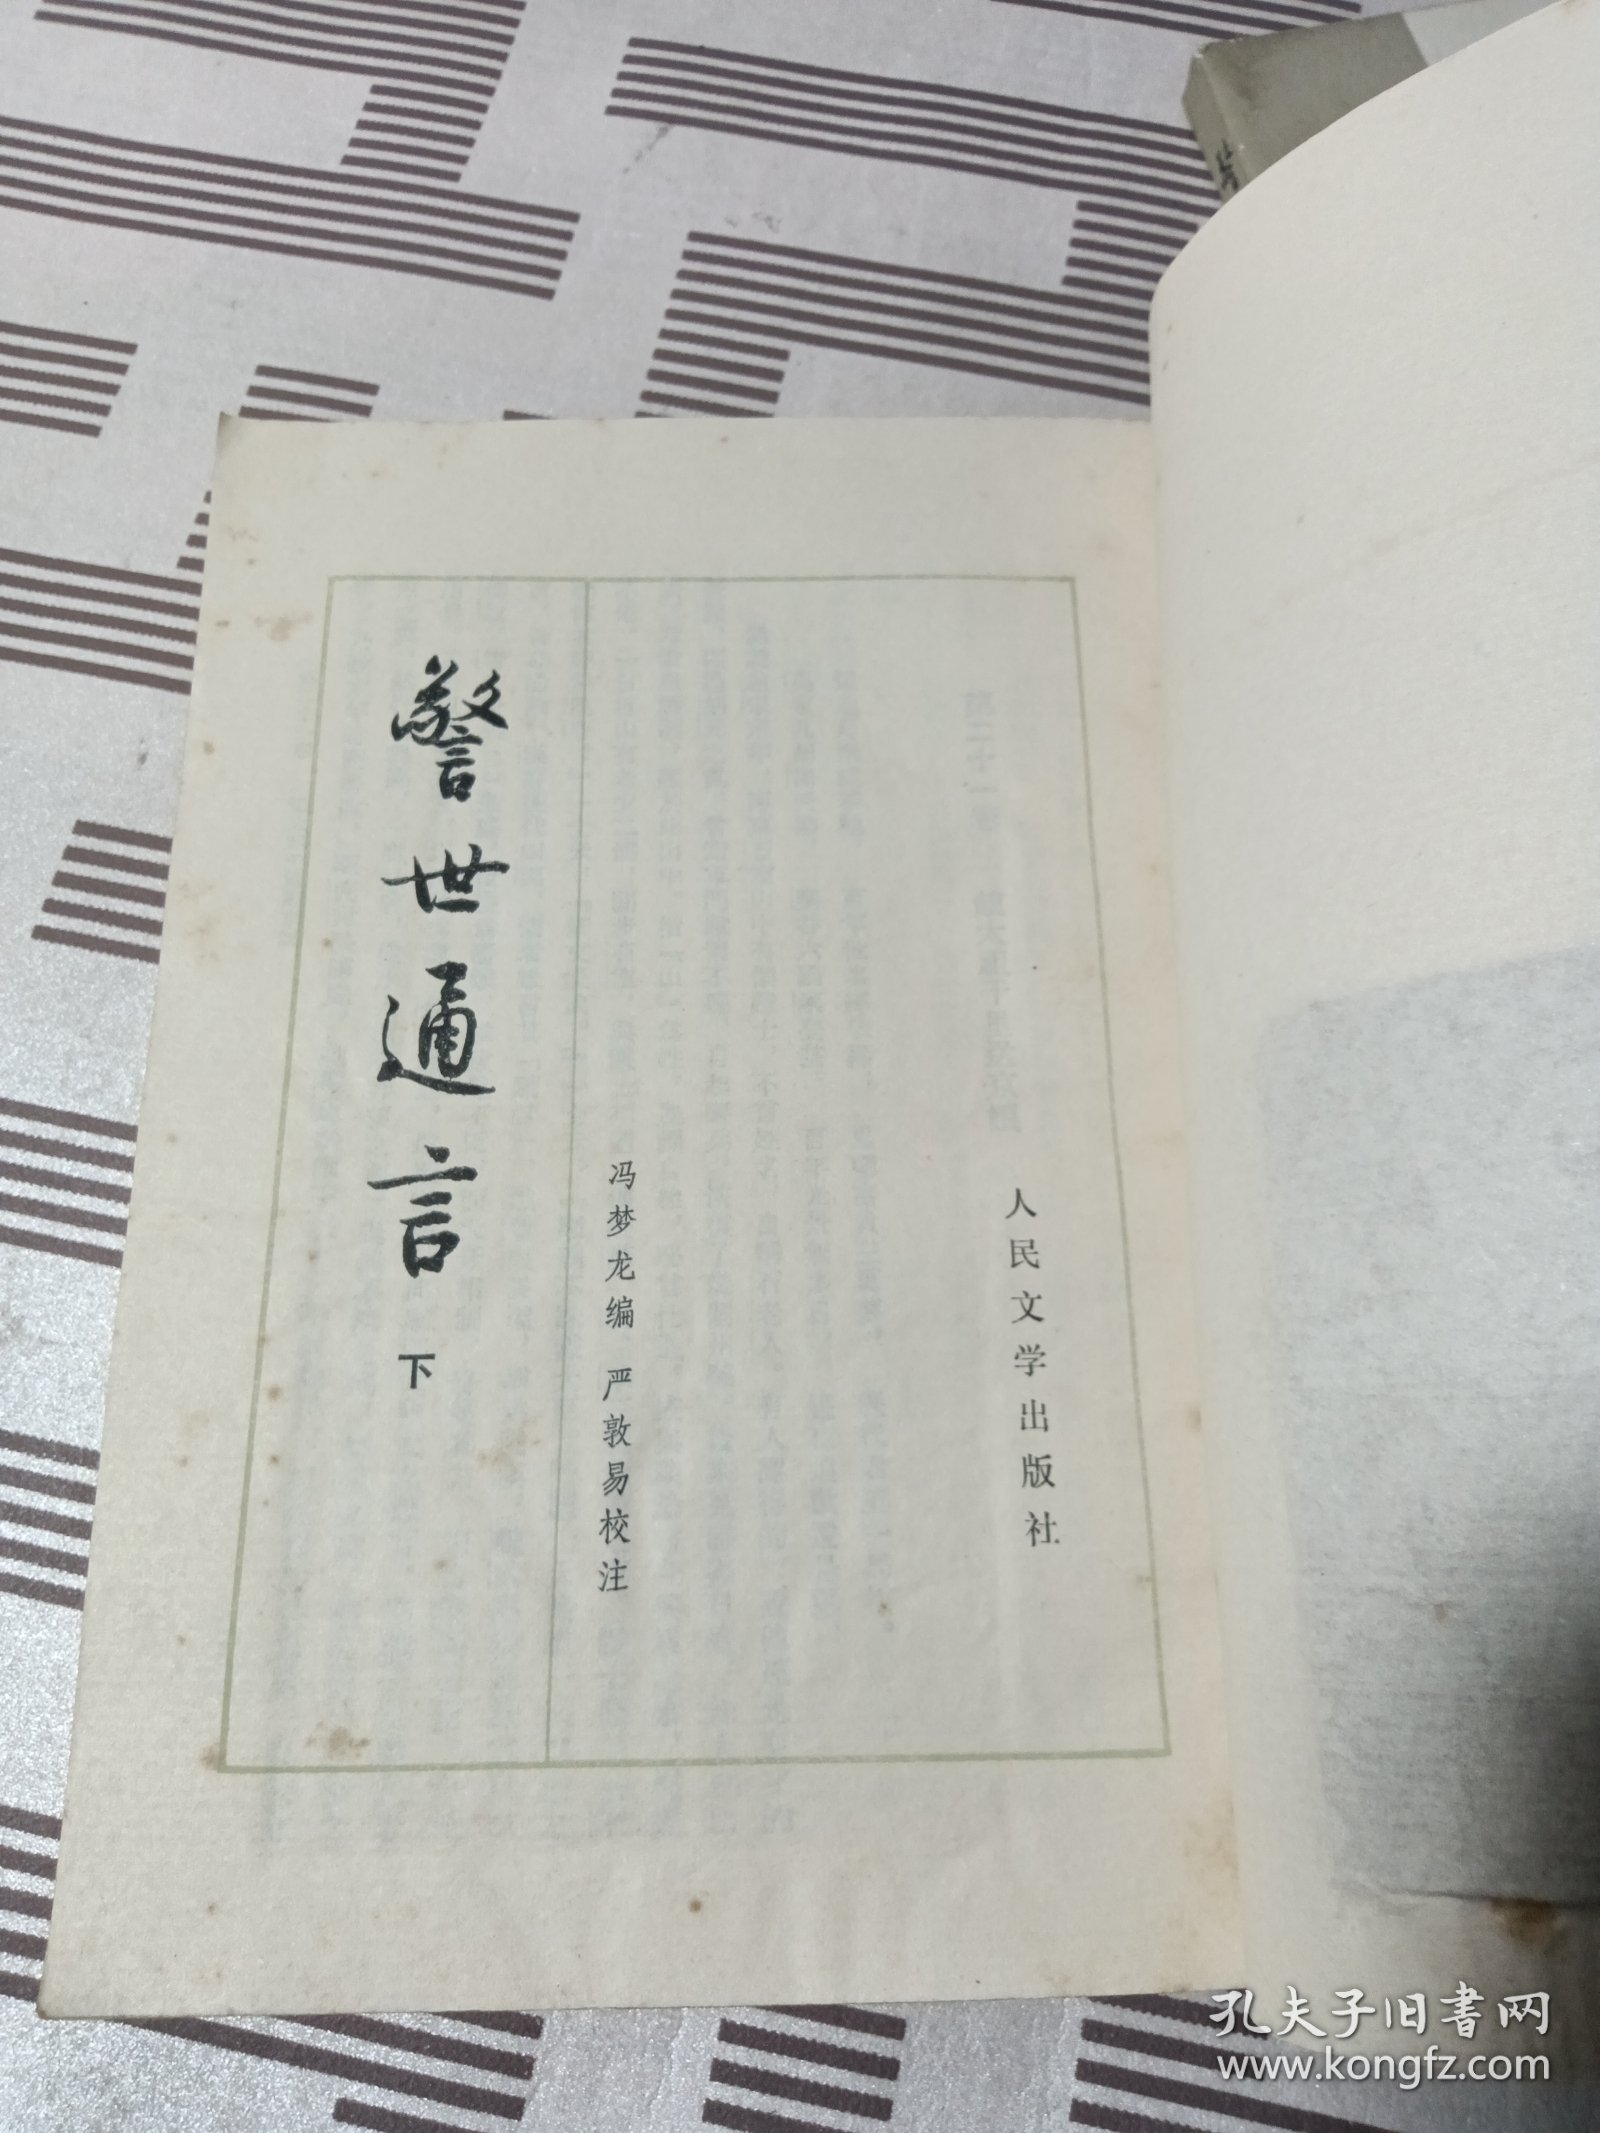 警世通言 下
冯梦龙编 严敦易校注
人民文学出版社
孔夫子旧書网
www.kongfz.com